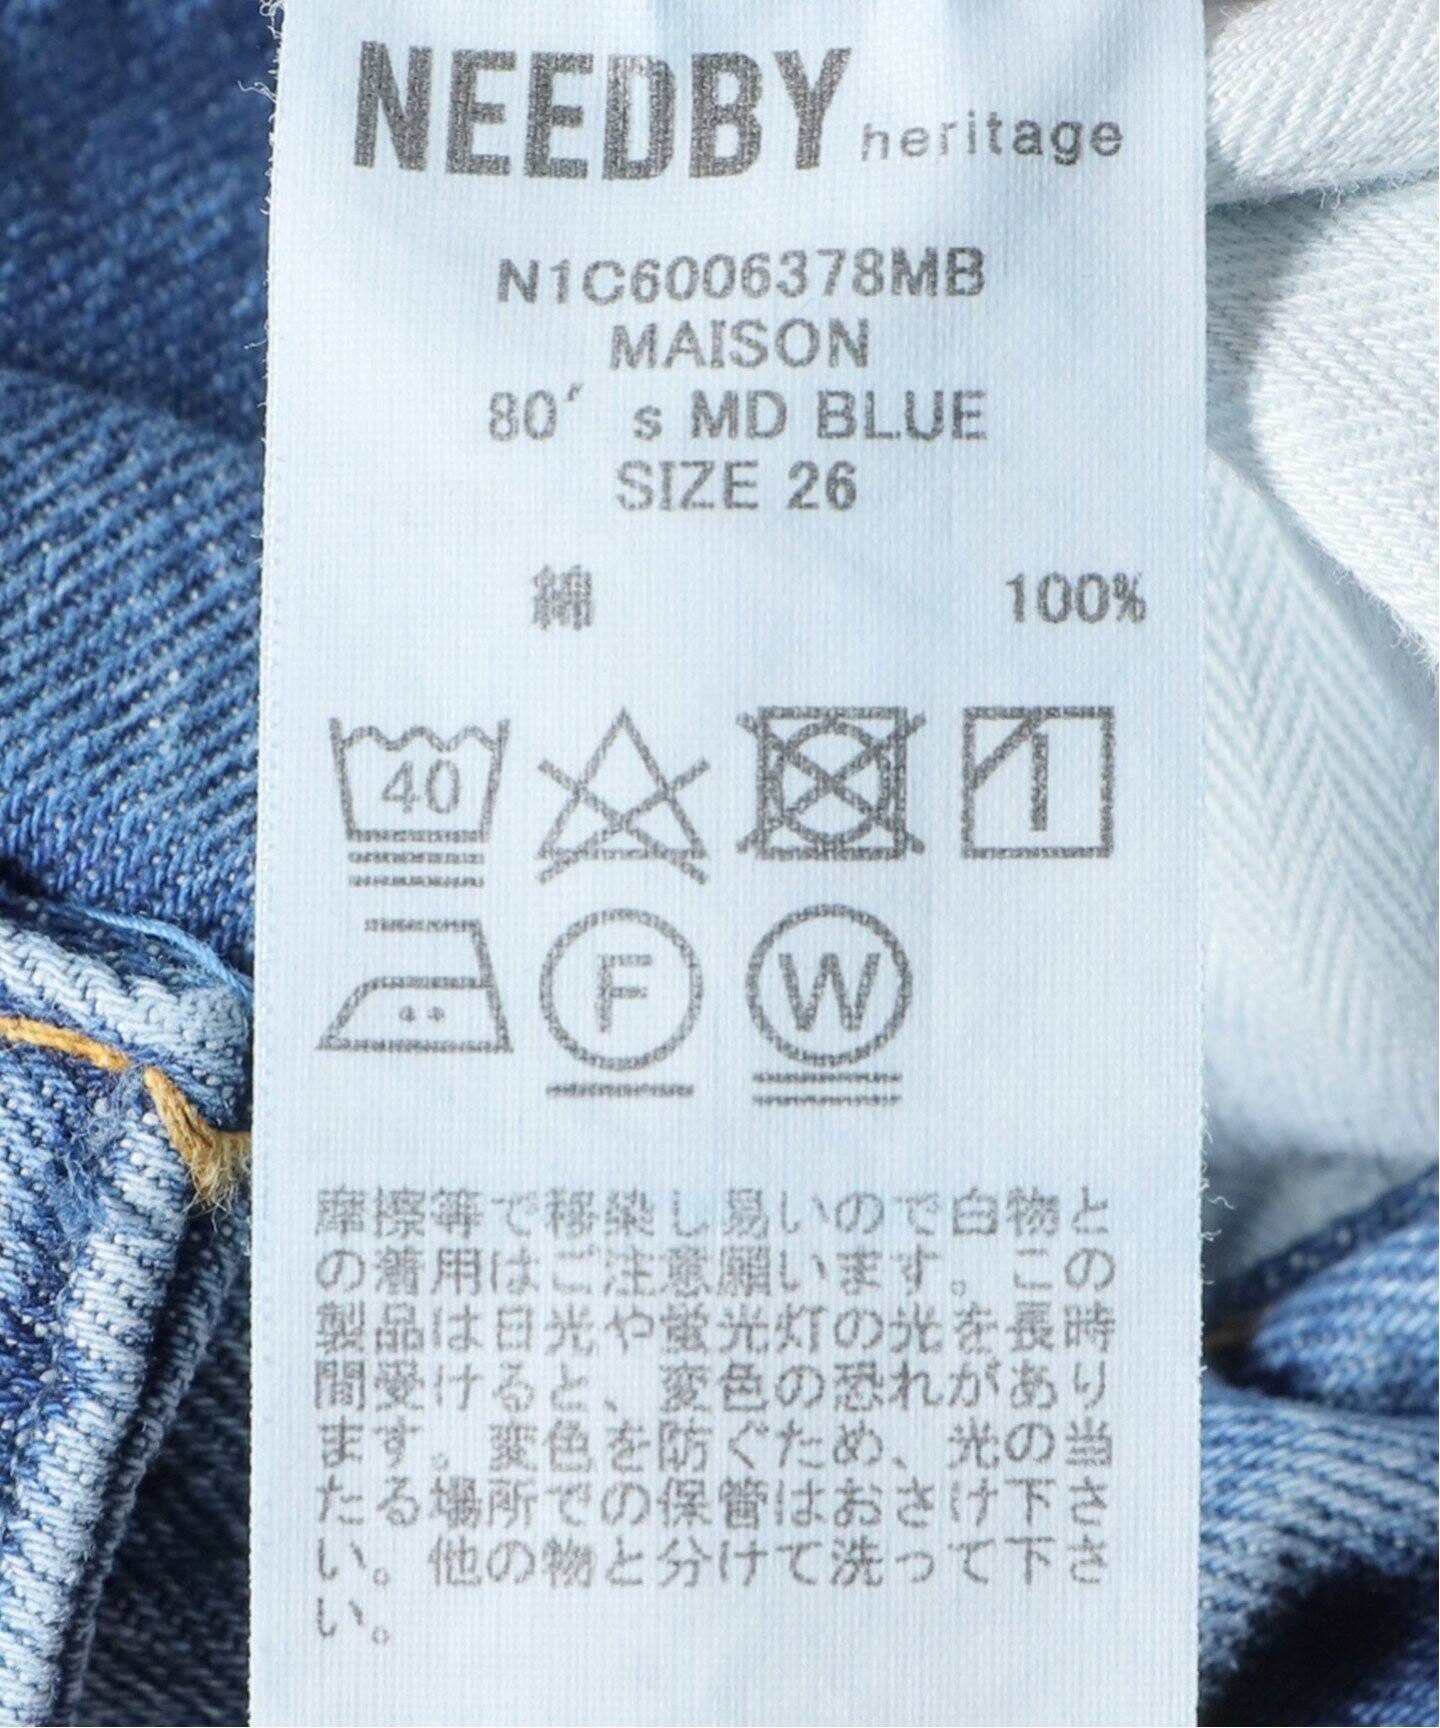 NEEDBY heritage
N1C6006378MB
MAISON
80's MD BLUE
SIZE 26
綿 100%
40
F W
摩擦等で移染し易いので白物と
の着用はご注意願います。この
製品は日光や蛍光灯の光を長時
間受けると、変色の恐れがあり
ます。変色を防ぐため、光の当
たる場所での保管はおさけ下さ
い。他の物と分けて洗って下さ
い。